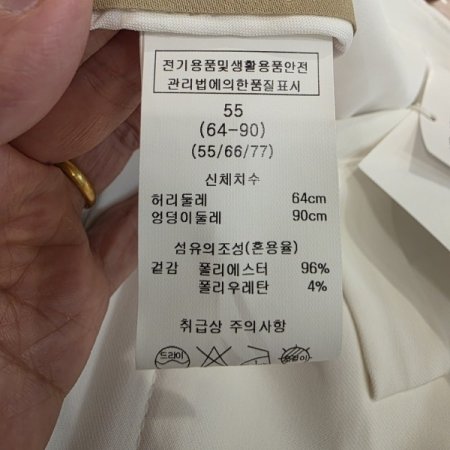 전기용품및생활용품안전
관리법에의한품질표시
55
(64-90)
(55/66/77)
신체치수
허리둘레 64cm
엉덩이둘레 90cm
섬유의조성(혼용율)
겉감 폴리에스터 96%
폴리우레탄 4%
취급상 주의사항
드라이